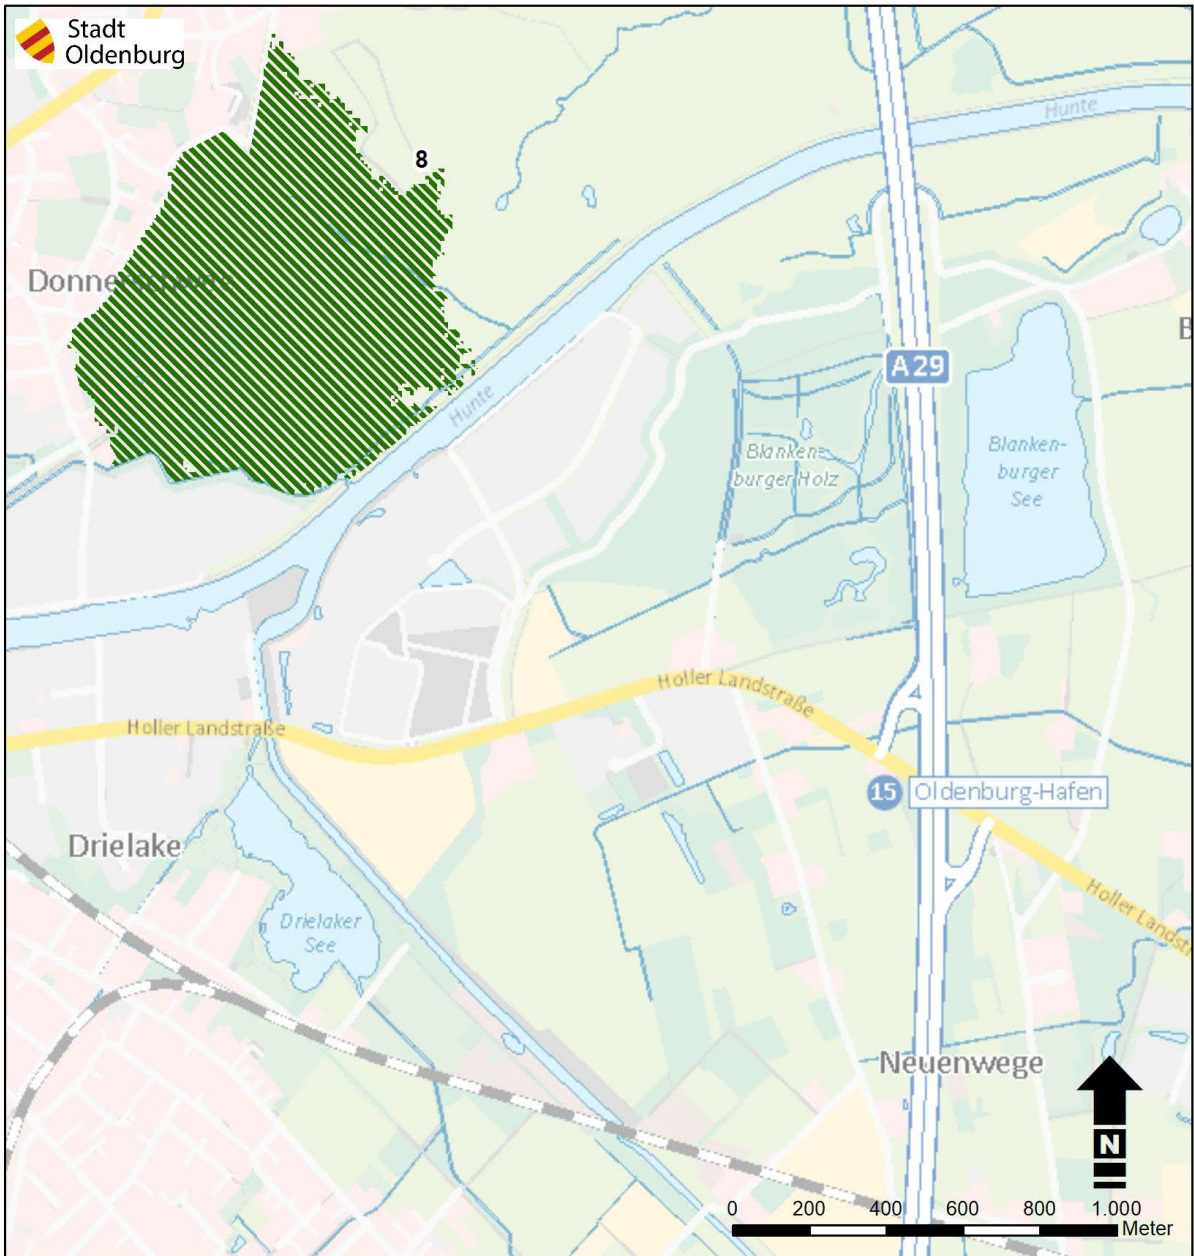 Stadt
Oldenburg
Hunte
8
A 29
Hunte
Blanken-
burger Holz
Blanken-
burger
See
Holler Landstraße
Holler Landstraße
15
Oldenburg-Hafen
Drielake
Holler Landstr
Drielaker
See
Neuenwege
N
0 200 400 600 800 1.000
Meter